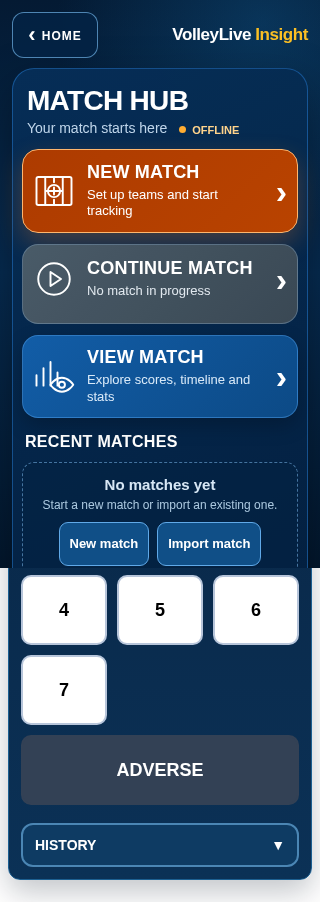 ‹ HOME
VolleyLive Insight
MATCH HUB
Your match starts here
OFFLINE
NEW MATCH
Set up teams and start
tracking
›
CONTINUE MATCH
No match in progress
›
VIEW MATCH
Explore scores, timeline and
stats
›
RECENT MATCHES
No matches yet
Start a new match or import an existing one.
New match
Import match
4
5
6
7
ADVERSE
HISTORY ▼